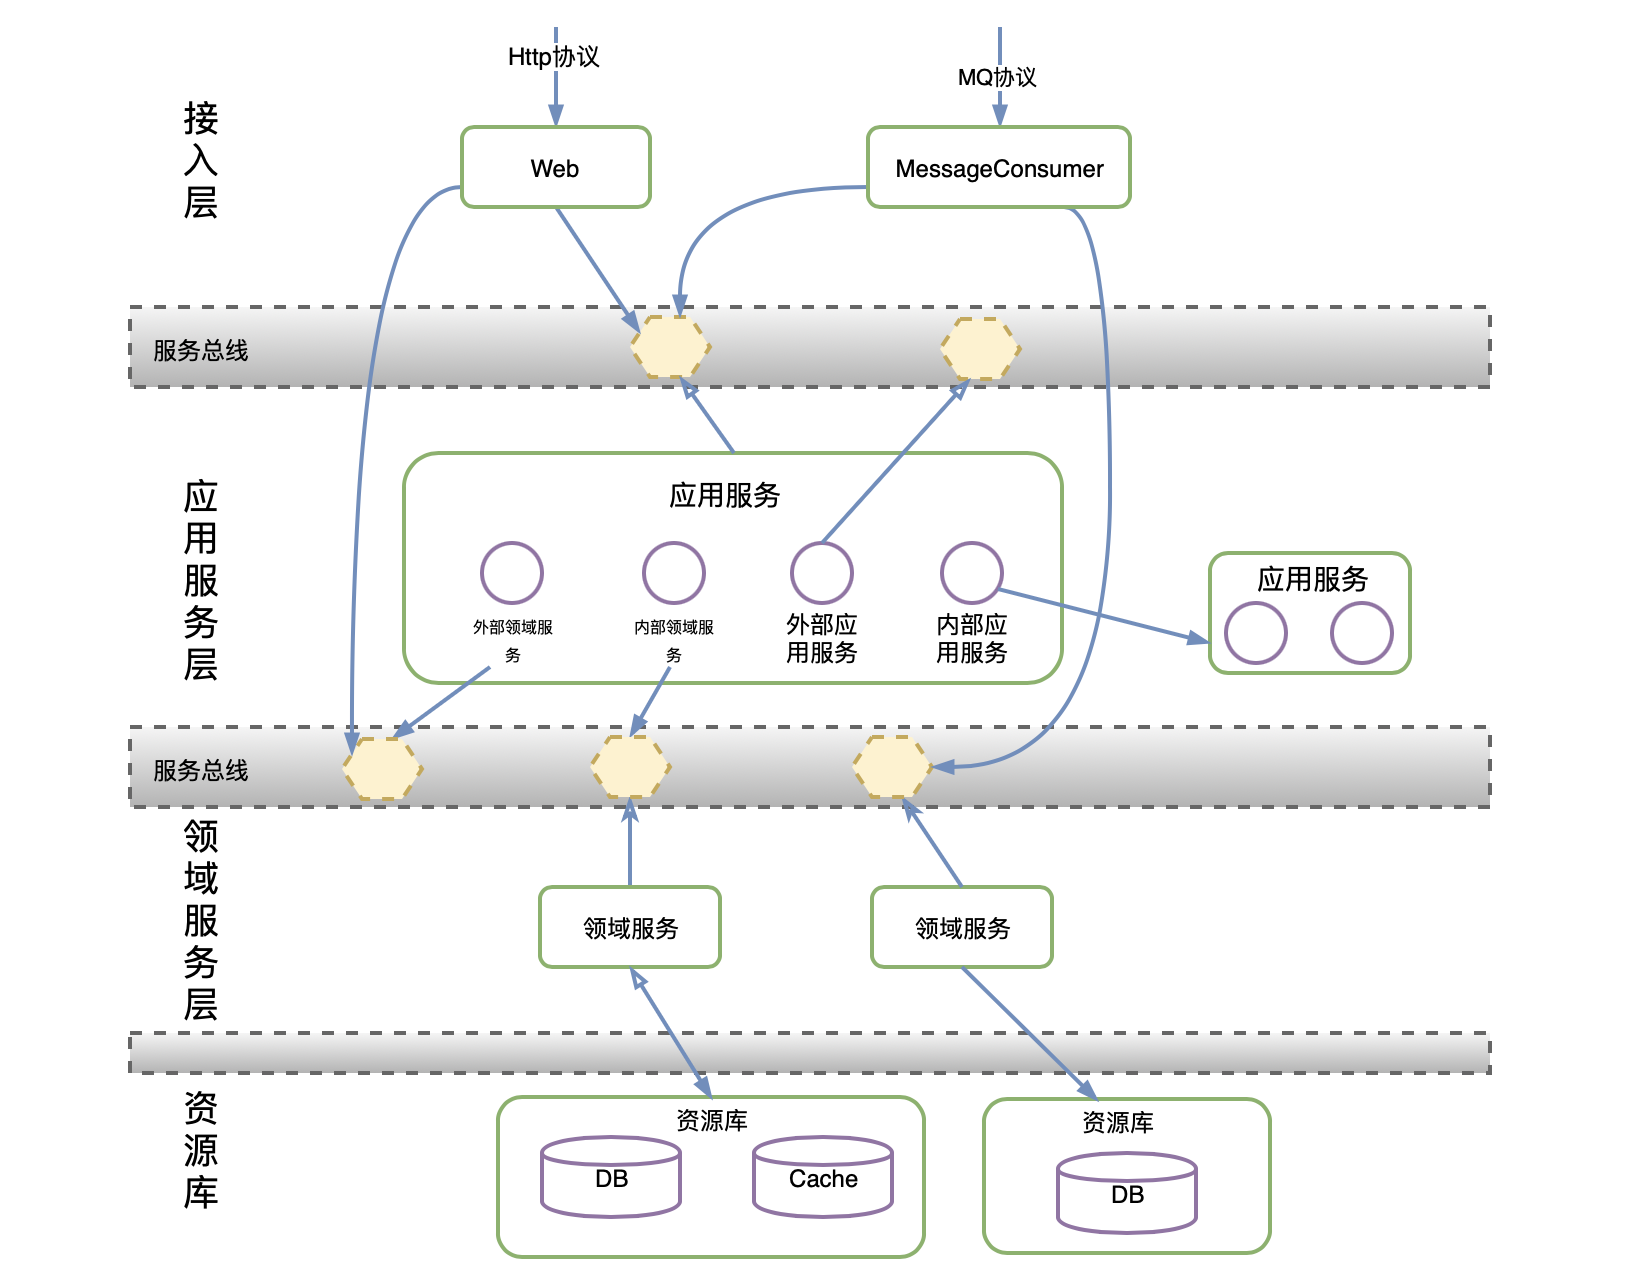 Http协议
MQ协议
接
入
层
Web
MessageConsumer
服务总线
应
用
服
务
层
应用服务
外部领域服
务
内部领域服
务
外部应
用服务
内部应
用服务
应用服务
服务总线
领
域
服
务
层
领域服务
领域服务
资
源
库
资源库
DB
Cache
资源库
DB